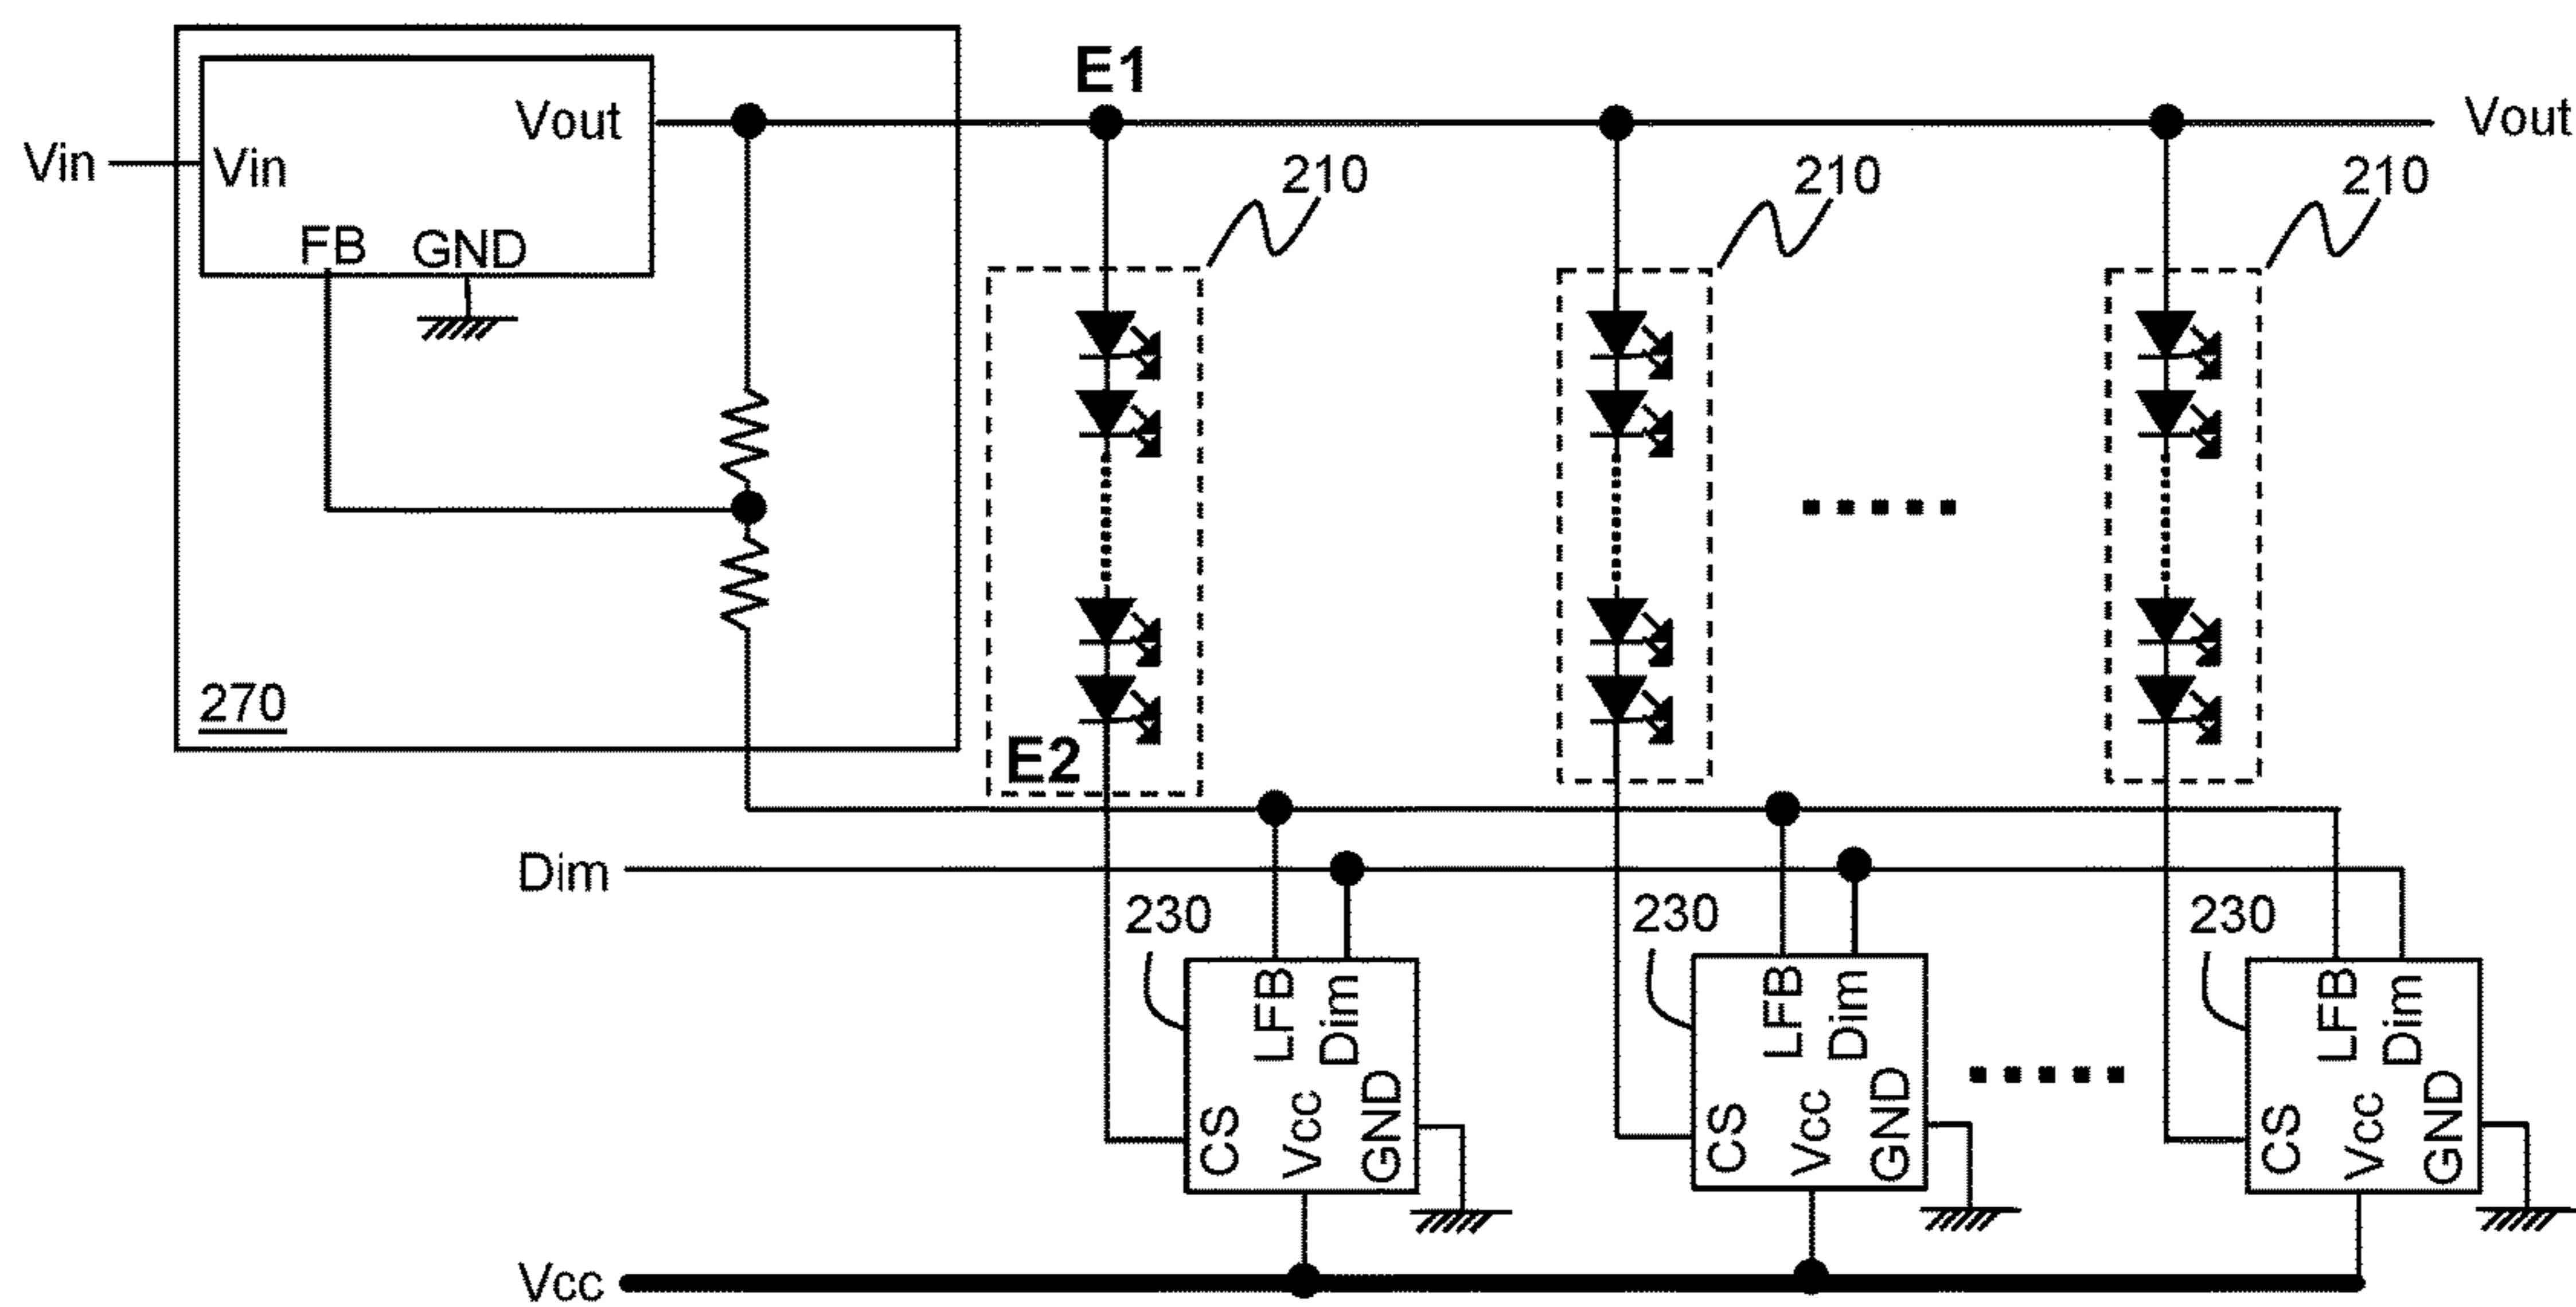 E1
Vout
Vout
Vin
Vin
210
210
210
FB
GND
270
E2
Dim
230
230
230
LFB
Dim
CS
Vcc
GND
LFB
Dim
CS
Vcc
GND
LFB
Dim
CS
Vcc
GND
Vcc